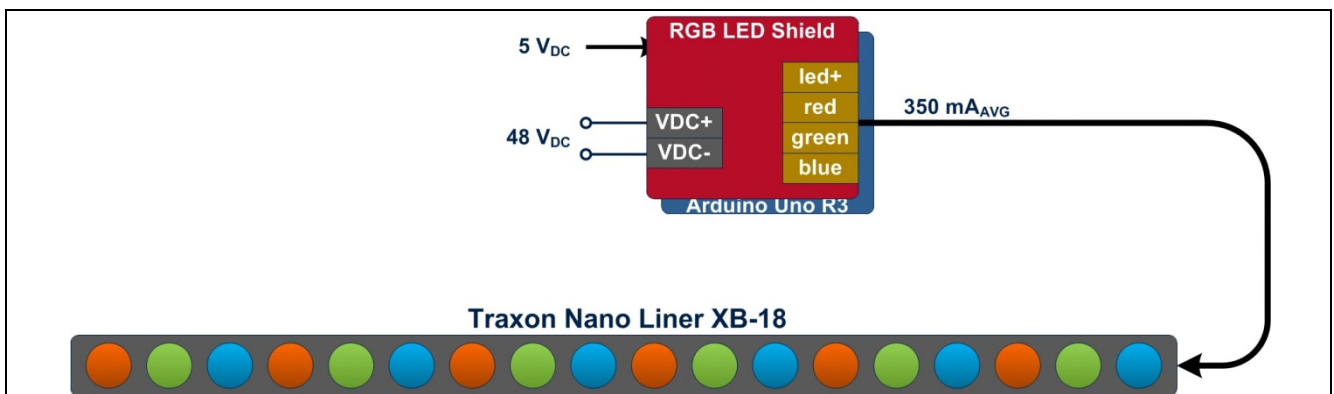 RGB LED Shield
5 VDC
led+
red
350 mAAVG
VDC+
48 VDC
green
VDC-
blue
Arduino Uno R3
Traxon Nano Liner XB-18